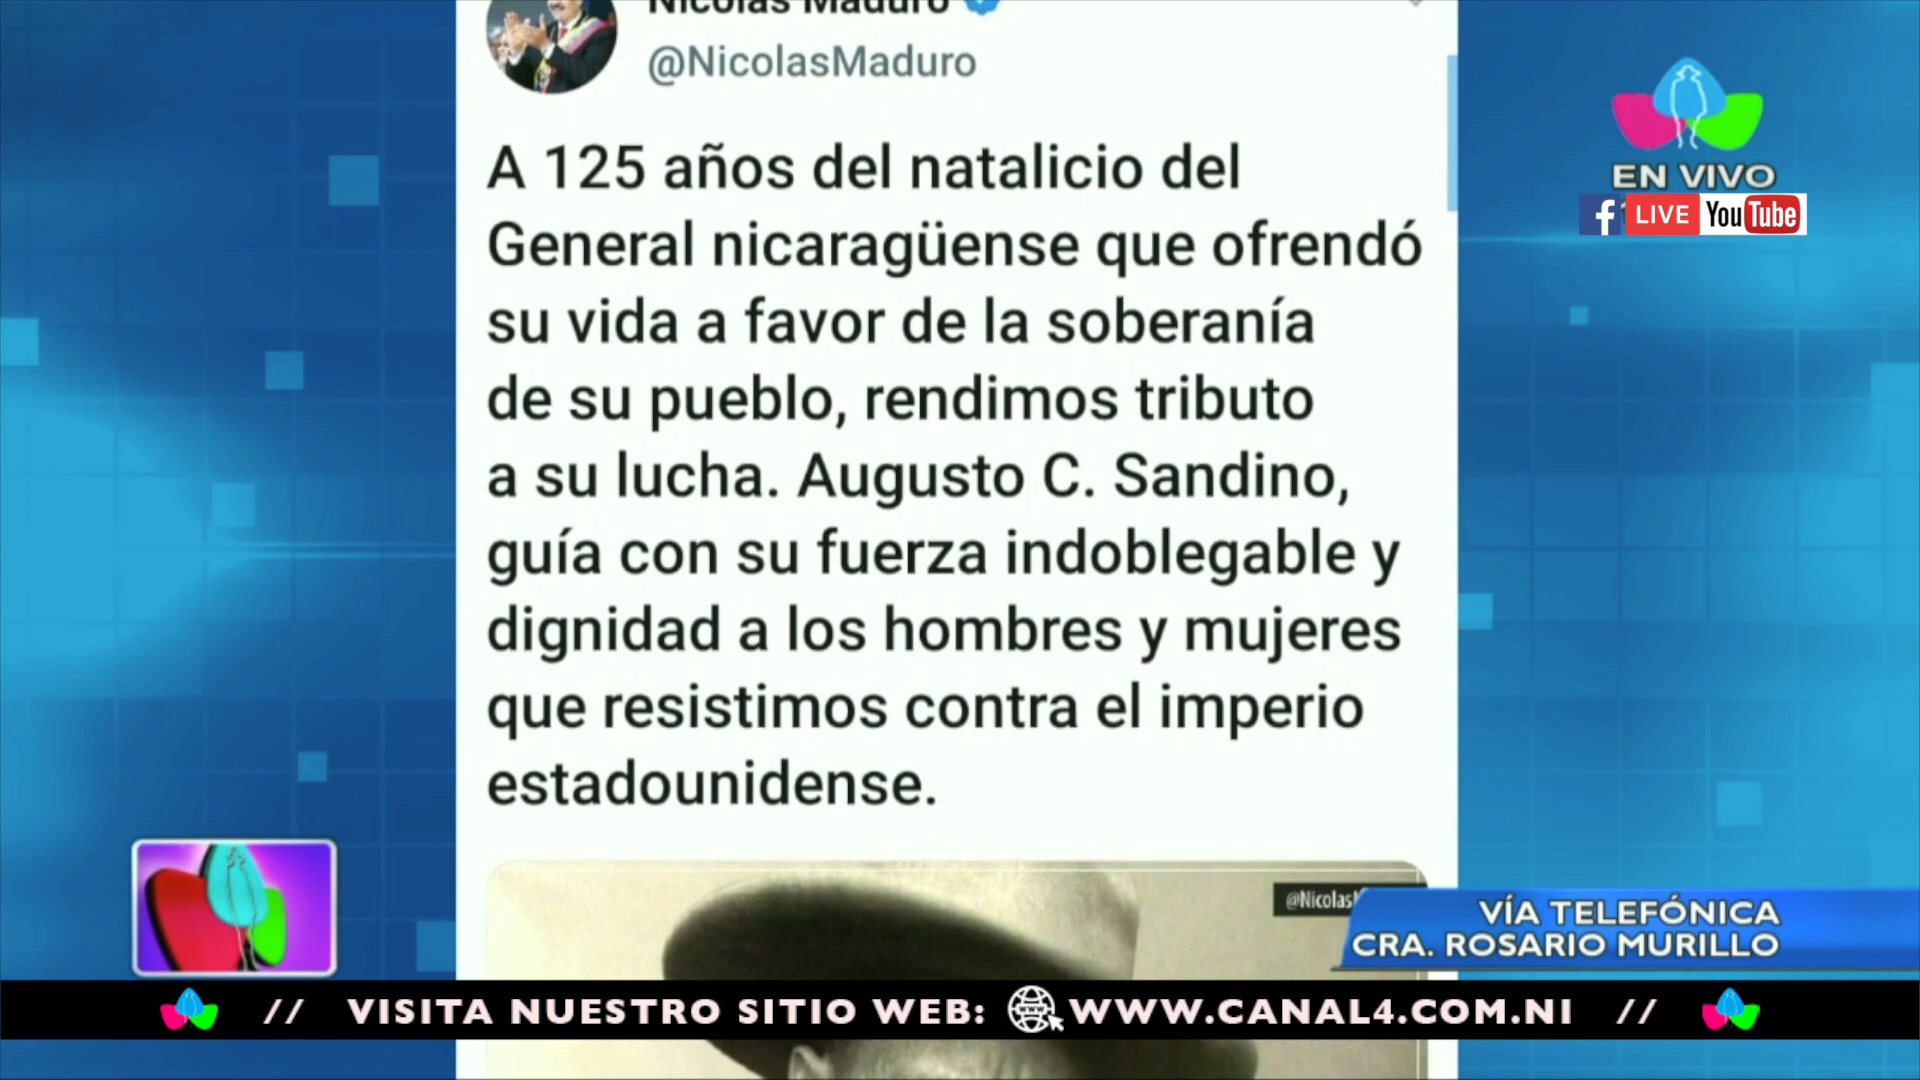 Nicolás Maduro
@NicolasMaduro
A 125 años del natalicio del
General nicaragüense que ofrendó
su vida a favor de la soberanía
de su pueblo, rendimos tributo
a su lucha. Augusto C. Sandino,
guía con su fuerza indoblegable y
dignidad a los hombres y mujeres
que resistimos contra el imperio
estadounidense.
EN VIVO
f LIVE YouTube
@Nicolas
VÍA TELEFÓNICA
CRA. ROSARIO MURILLO
// VISITA NUESTRO SITIO WEB: WWW.CANAL4.COM.NI //